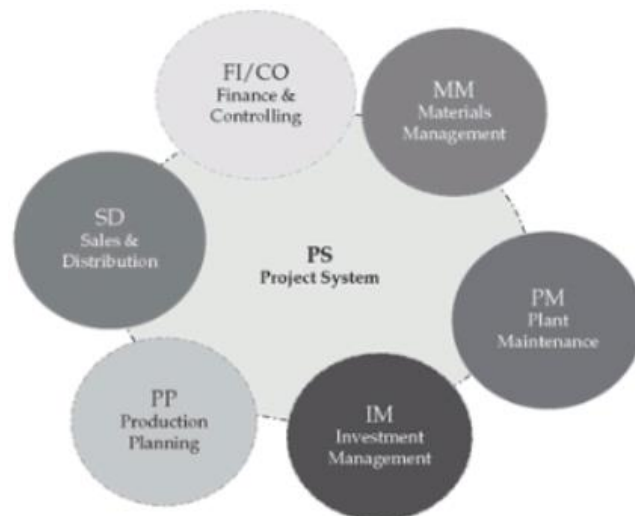 FI/CO
Finance &
Controlling
MM
Materials
Management
SD
Sales &
Distribution
PS
Project System
PM
Plant
Maintenance
PP
Production
Planning
IM
Investment
Management